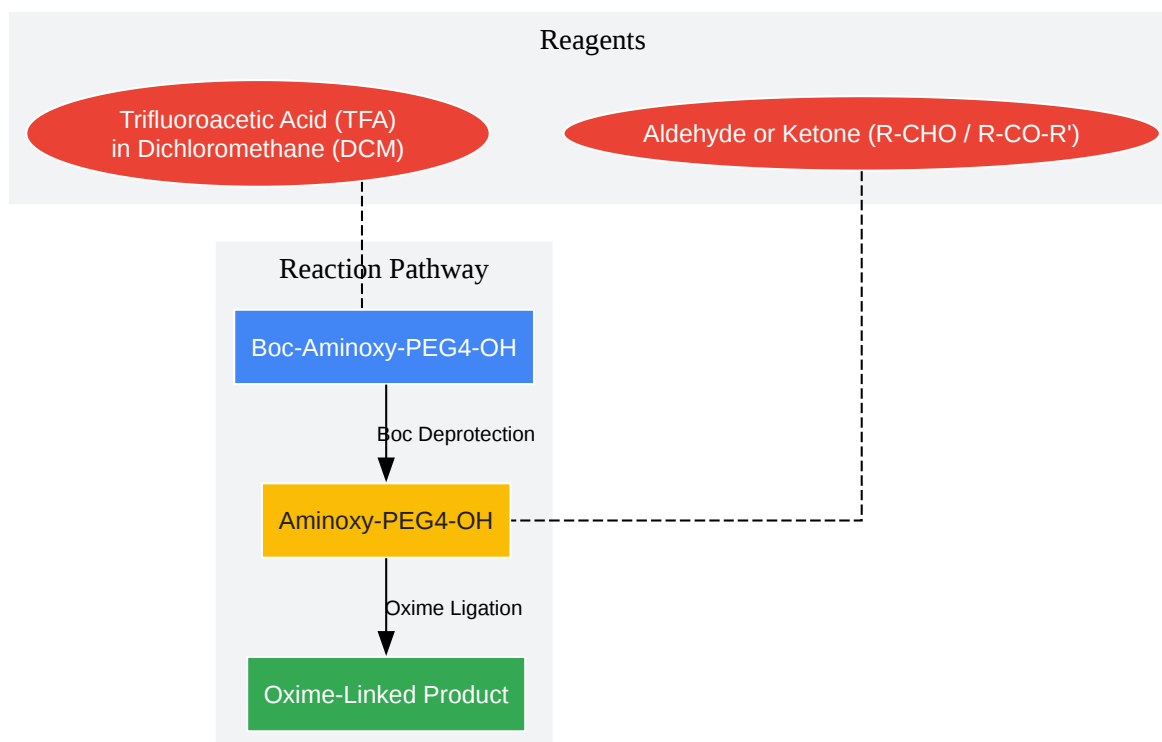 Reagents
Trifluoroacetic Acid (TFA)
in Dichloromethane (DCM)
Aldehyde or Ketone (R-CHO / R-CO-R')
Reaction Pathway
Boc-Aminoxy-PEG4-OH
Boc Deprotection
Aminoxy-PEG4-OH
Oxime Ligation
Oxime-Linked Product